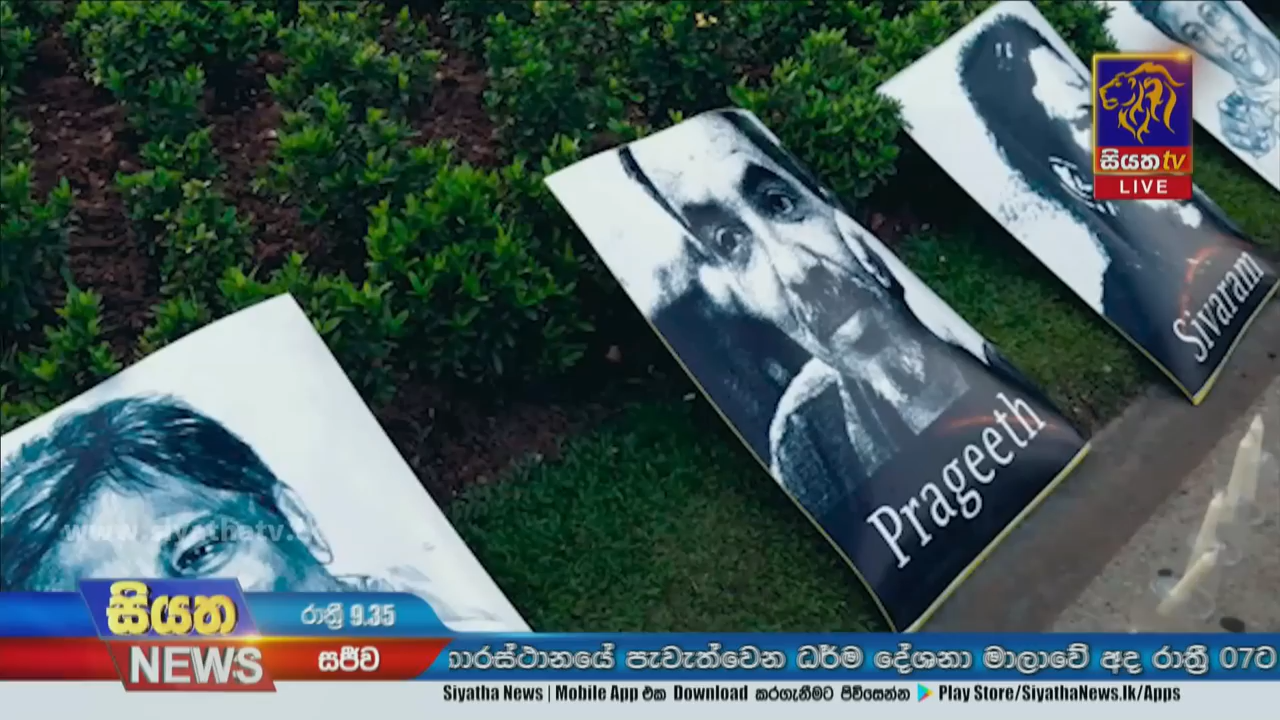 සියත tv
LIVE
Sivaram
Prageeth
www.siyathatv.
සියත
NEWS
රාත්‍රී 9.35
සජීව
ගාරස්ථානයේ පැවැත්වෙන ධර්ම දේශනා මාලාවේ අද රාත්‍රී 07ට
Siyatha News | Mobile App එක Download කරගැනීමට පිවිසෙන්න Play Store/SiyathaNews.lk/Apps